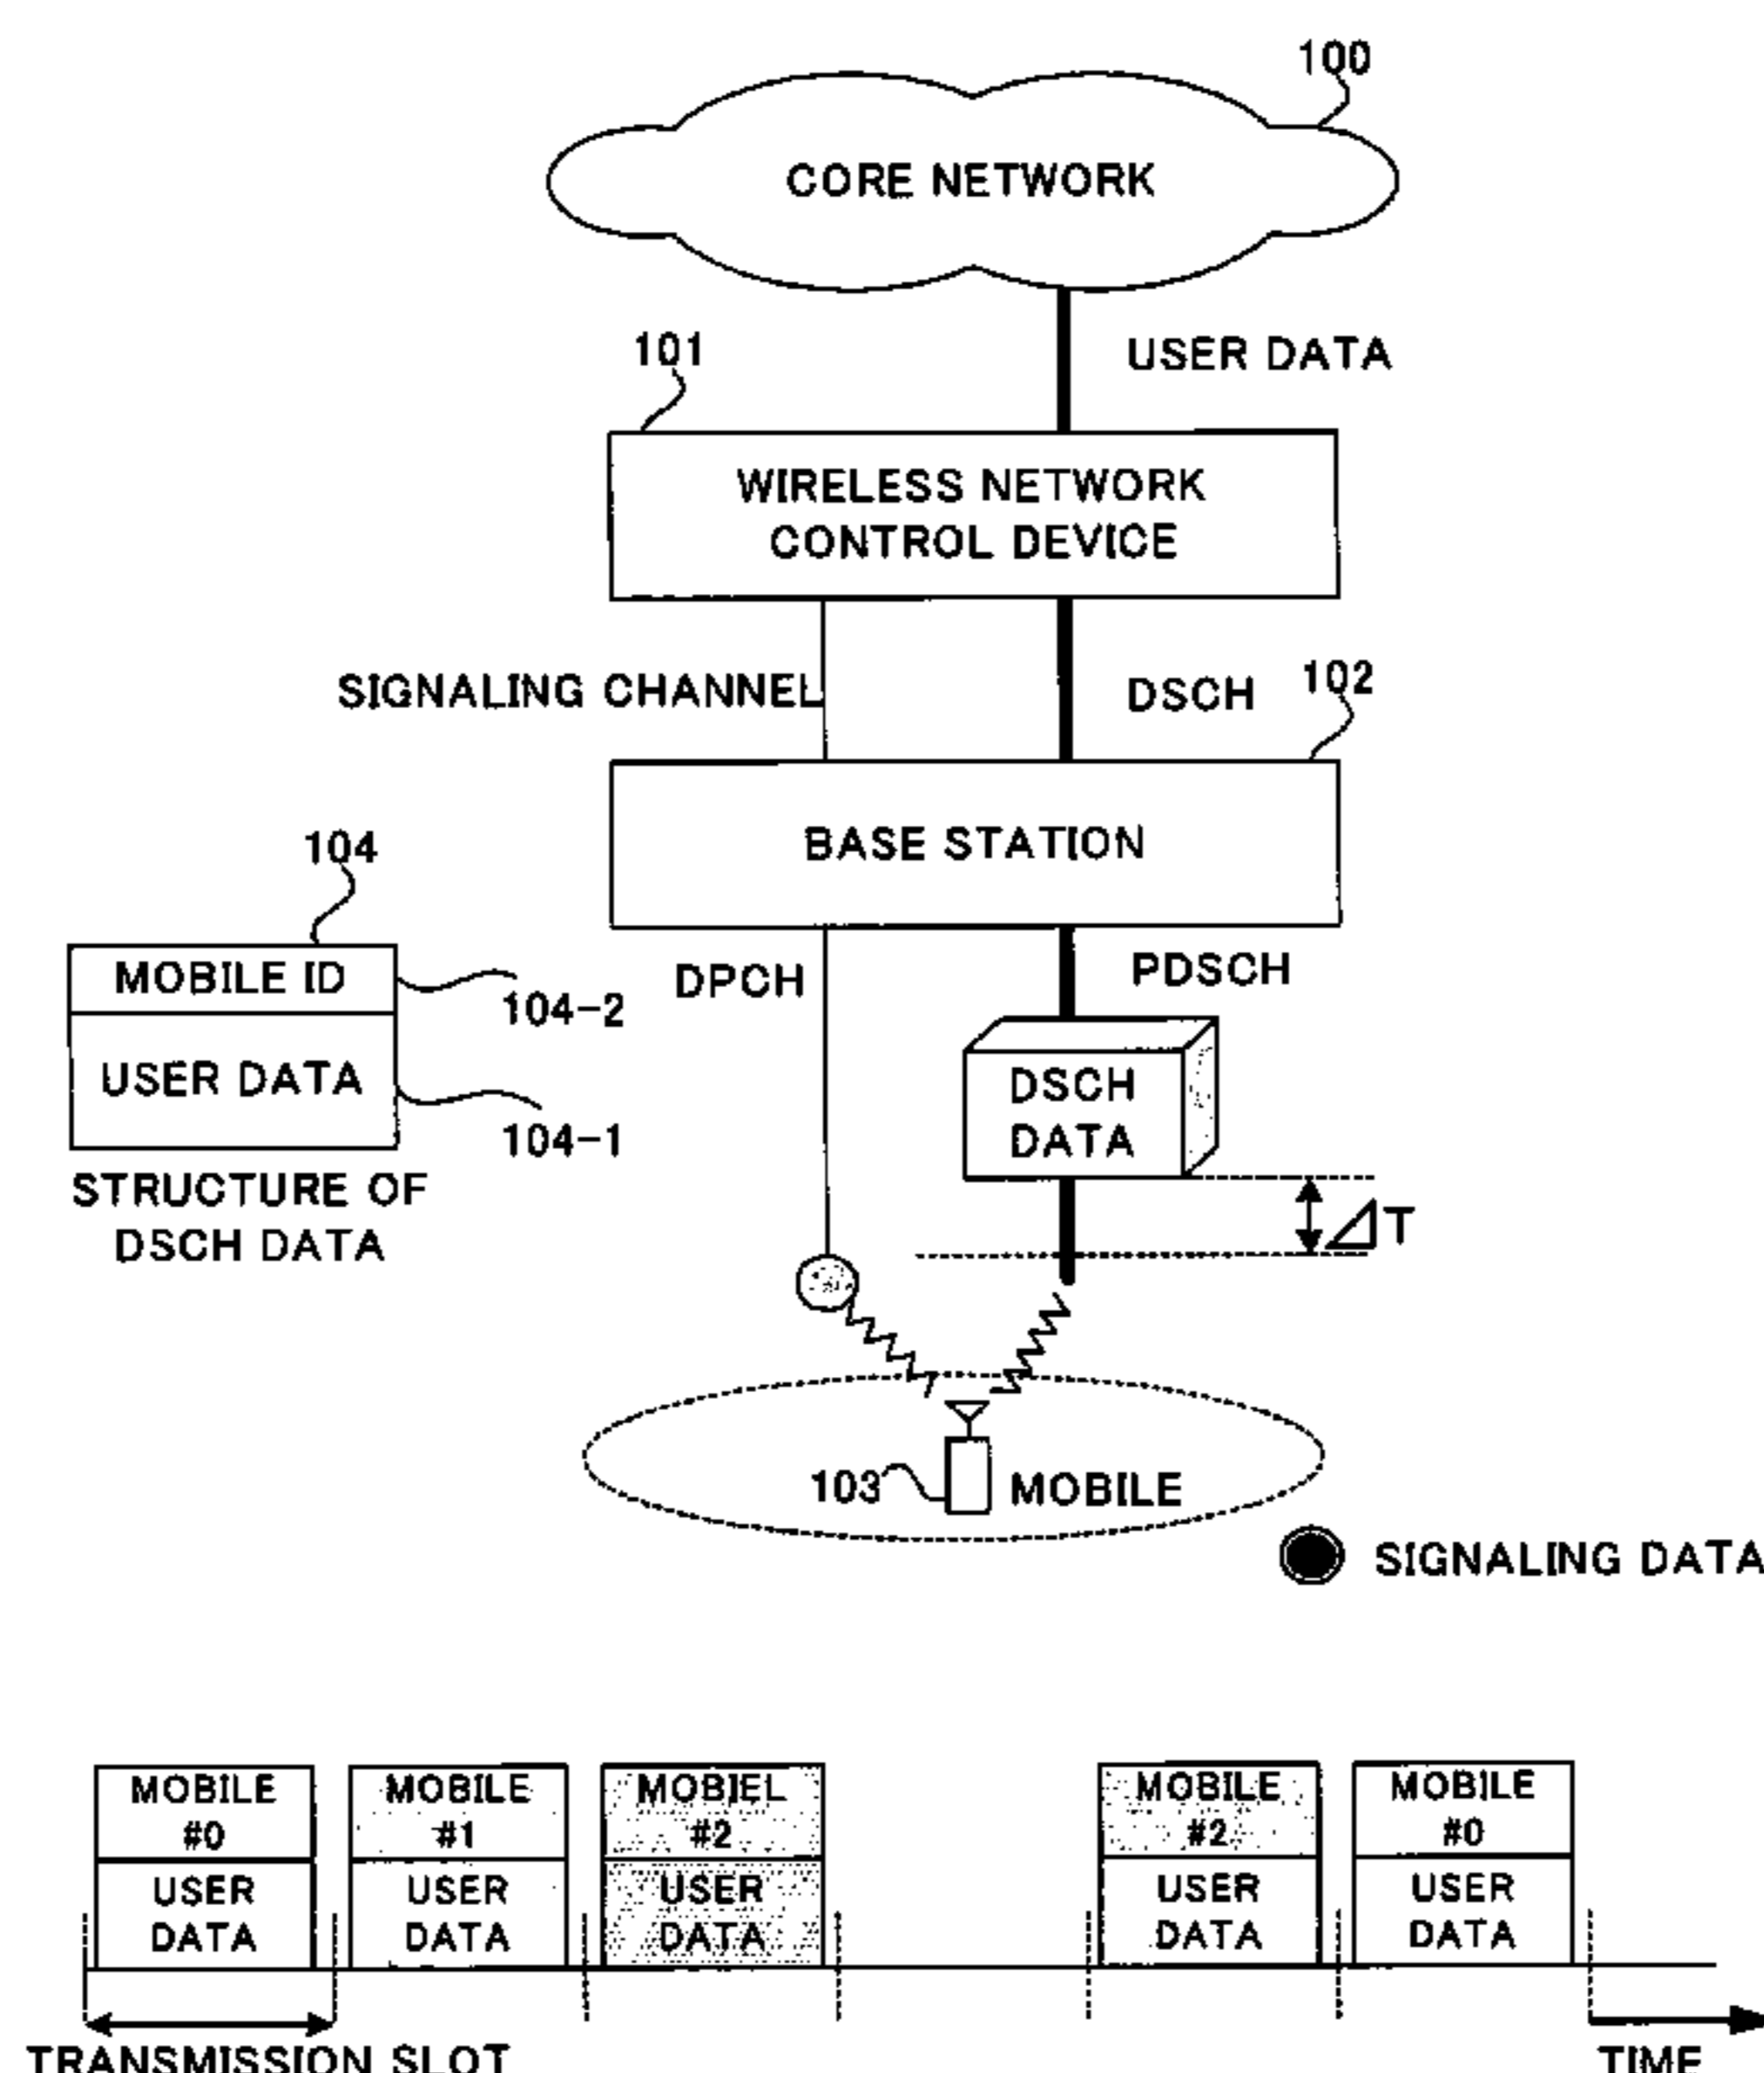 100
CORE NETWORK
101
USER DATA
WIRELESS NETWORK
CONTROL DEVICE
SIGNALING CHANNEL
DSCH
102
BASE STATION
104
MOBILE ID
104-2
USER DATA
104-1
STRUCTURE OF
DSCH DATA
DPCH
PDSCH
DSCH
DATA
⊿T
103
MOBILE
SIGNALING DATA
MOBILE
#0
USER
DATA
MOBILE
#1
USER
DATA
MOBIEL
#2
USER
DATA
MOBILE
#2
USER
DATA
MOBILE
#0
USER
DATA
TRANSMISSION SLOT
TIME